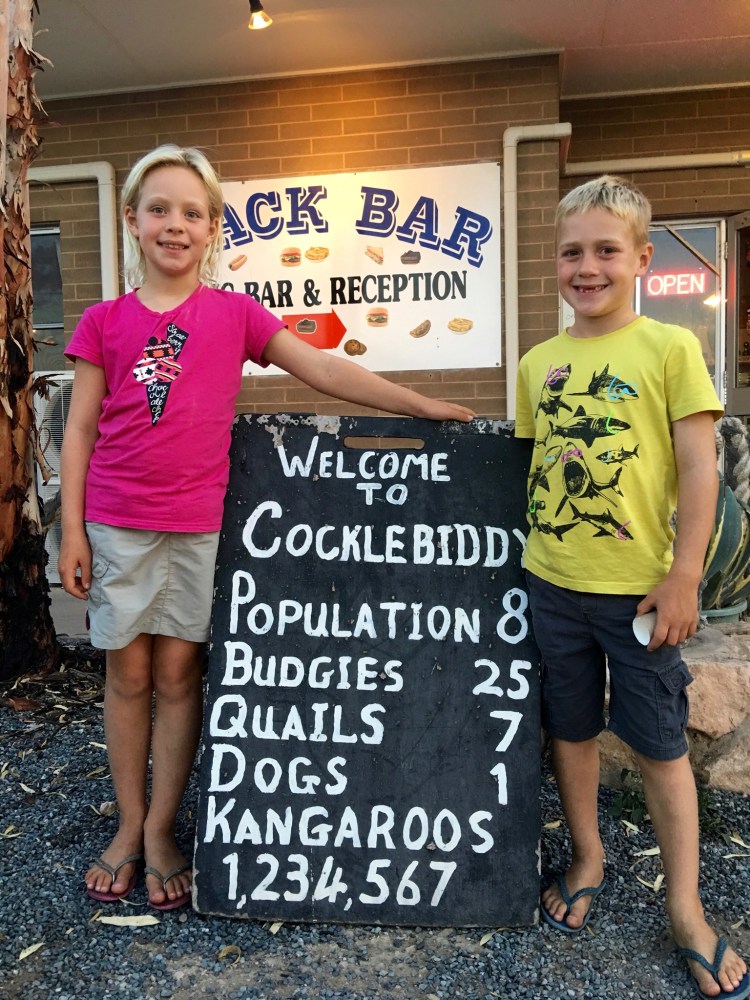 ACK BAR
BAR & RECEPTION
OPEN
WELCOME
TO
COCKLEBIDDY
POPULATION 8
BUDGIES 25
QUAILS 7
DOGS 1
KANGAROOS
1,234,567